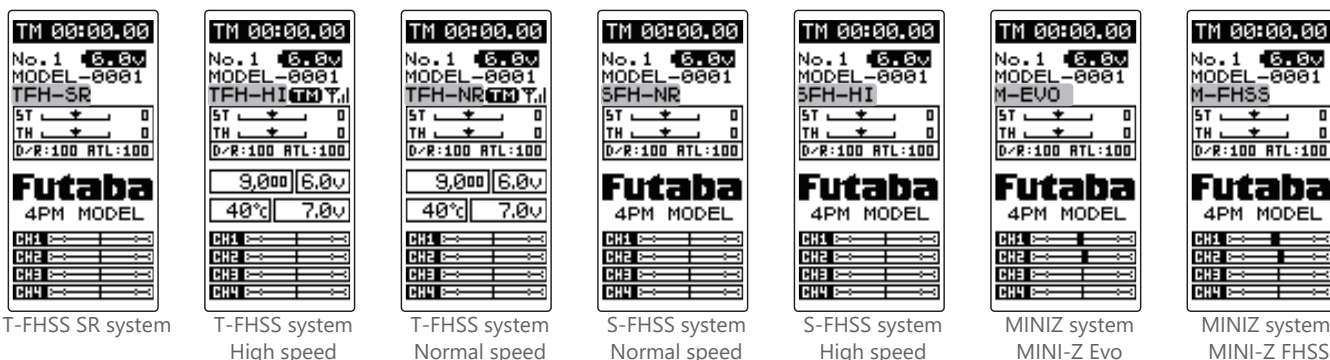 TM 00:00.00
No.1 6.0v
MODEL-0001
TFH-SR
ST 0
TH 0
D/R:100 ATL:100
Futaba
4PM MODEL
CH1
CH2
CH3
CH4
T-FHSS SR system
TM 00:00.00
No.1 6.0v
MODEL-0001
TFH-HI TM
ST 0
TH 0
D/R:100 ATL:100
9,000 6.0v
40°c 7.0v
CH1
CH2
CH3
CH4
T-FHSS system
High speed
TM 00:00.00
No.1 6.0v
MODEL-0001
TFH-NR TM
ST 0
TH 0
D/R:100 ATL:100
9,000 6.0v
40°c 7.0v
CH1
CH2
CH3
CH4
T-FHSS system
Normal speed
TM 00:00.00
No.1 6.0v
MODEL-0001
SFH-NR
ST 0
TH 0
D/R:100 ATL:100
Futaba
4PM MODEL
CH1
CH2
CH3
CH4
S-FHSS system
Normal speed
TM 00:00.00
No.1 6.0v
MODEL-0001
SFH-HI
ST 0
TH 0
D/R:100 ATL:100
Futaba
4PM MODEL
CH1
CH2
CH3
CH4
S-FHSS system
High speed
TM 00:00.00
No.1 6.0v
MODEL-0001
M-EVO
ST 0
TH 0
D/R:100 ATL:100
Futaba
4PM MODEL
CH1
CH2
CH3
CH4
MINIZ system
MINI-Z Evo
TM 00:00.00
No.1 6.0v
MODEL-0001
M-FHSS
ST 0
TH 0
D/R:100 ATL:100
Futaba
4PM MODEL
CH1
CH2
CH3
CH4
MINIZ system
MINI-Z FHSS